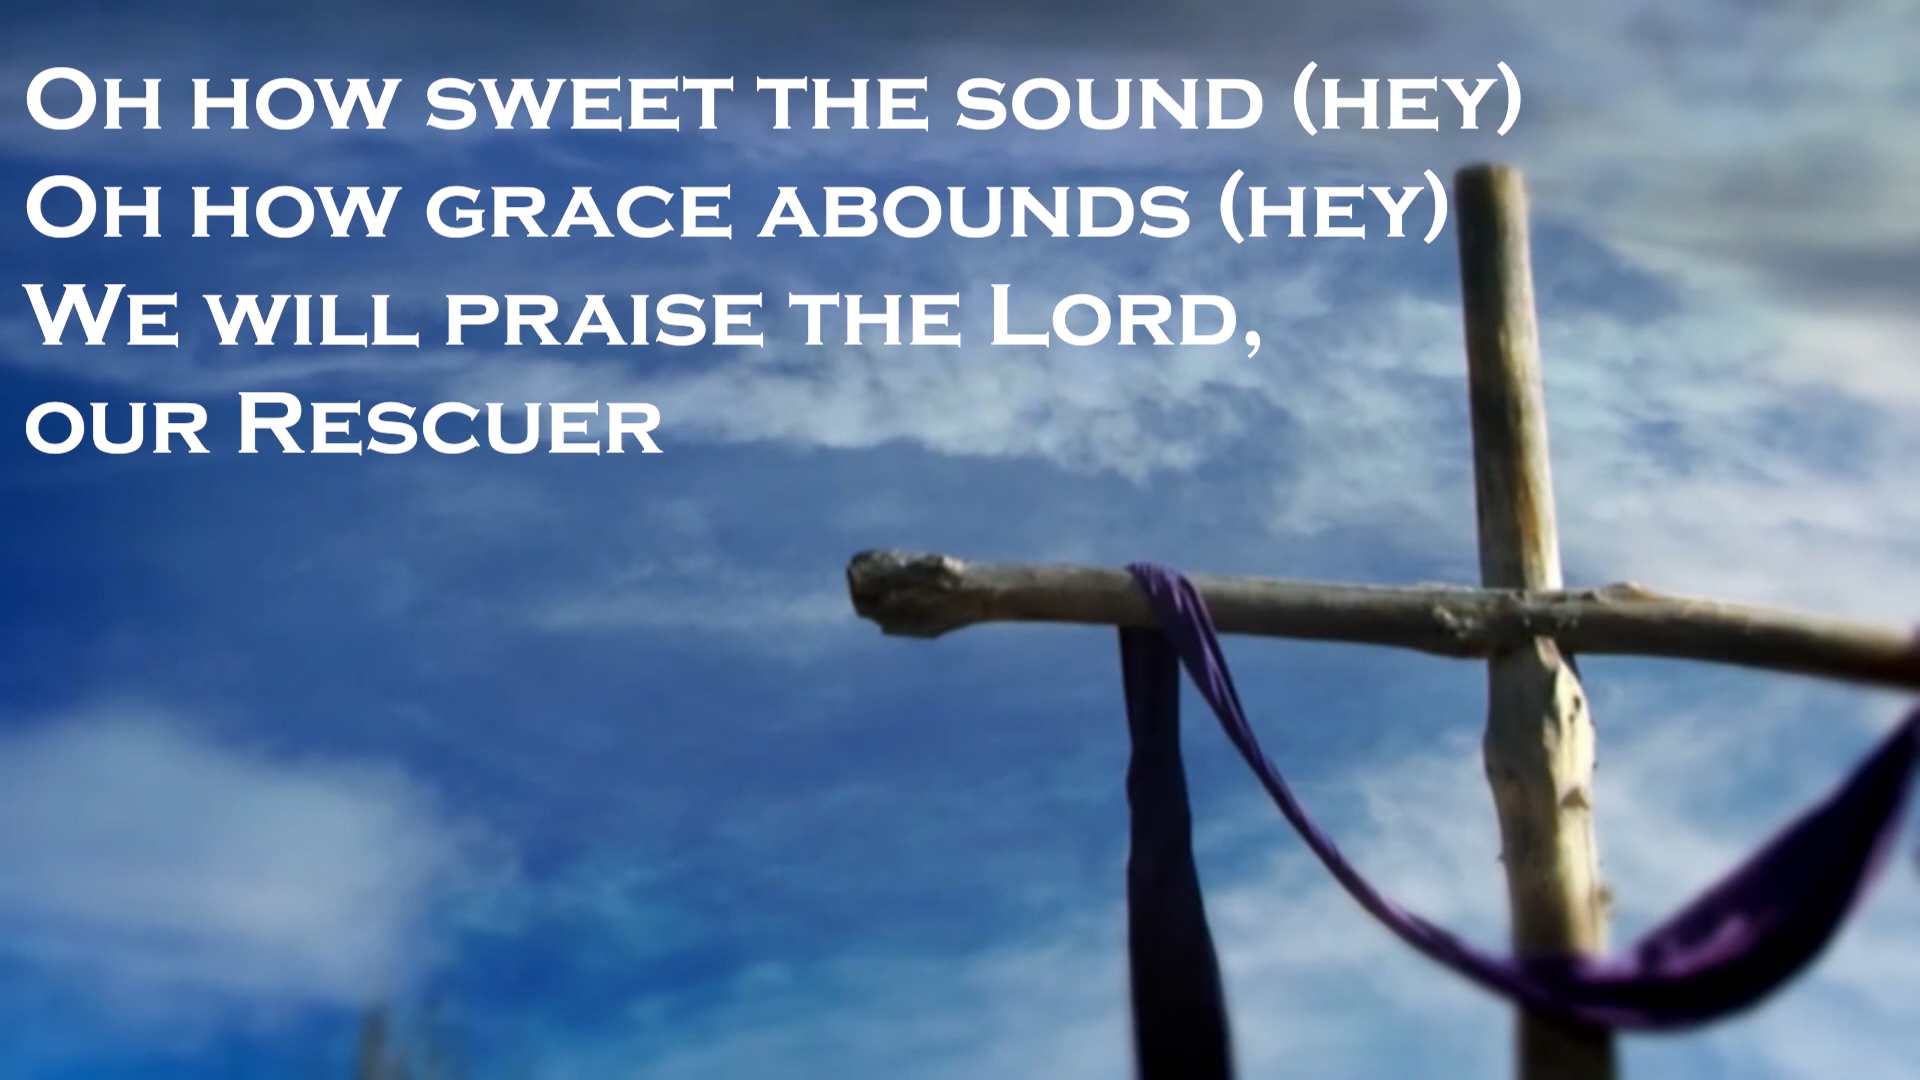 Oh how sweet the sound (hey)
Oh how grace abounds (hey)
We will praise the Lord,
our Rescuer